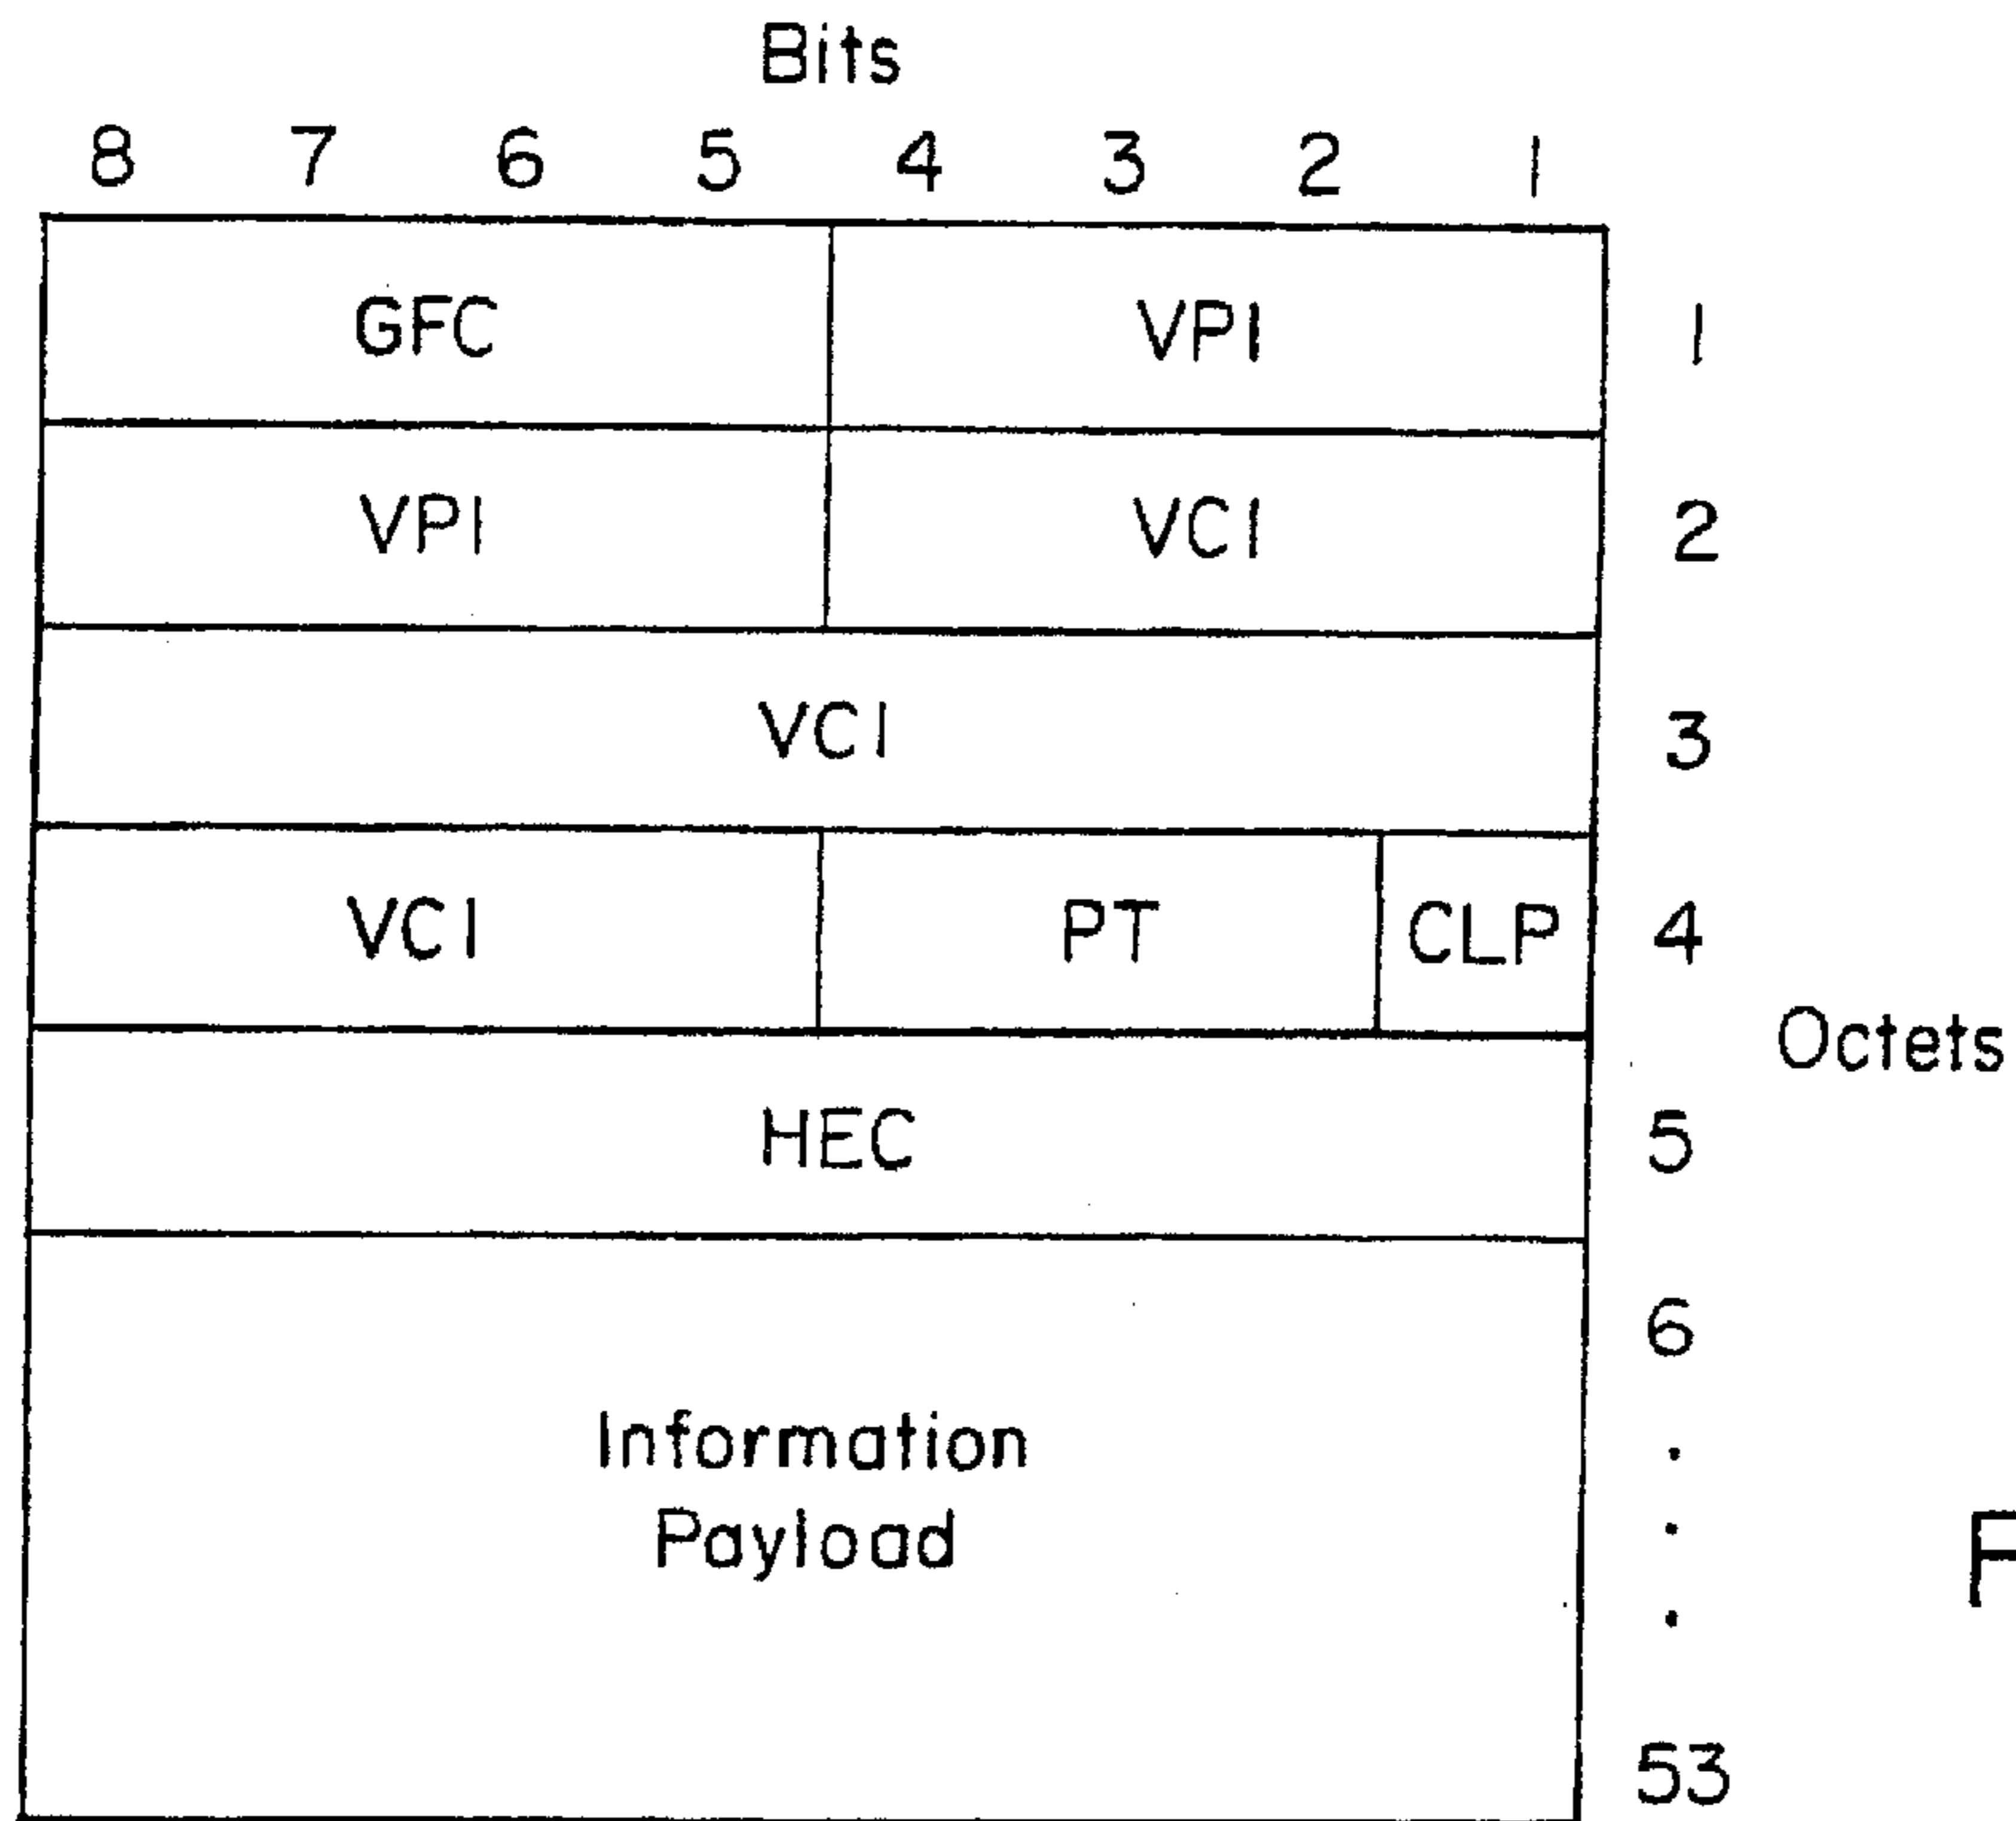 Bits
8 7 6 5 4 3 2 1
GFC VPI 1
VPI VCI 2
VCI 3
VCI PT CLP 4
Octets
HEC 5
6
Information
Payload
F
53